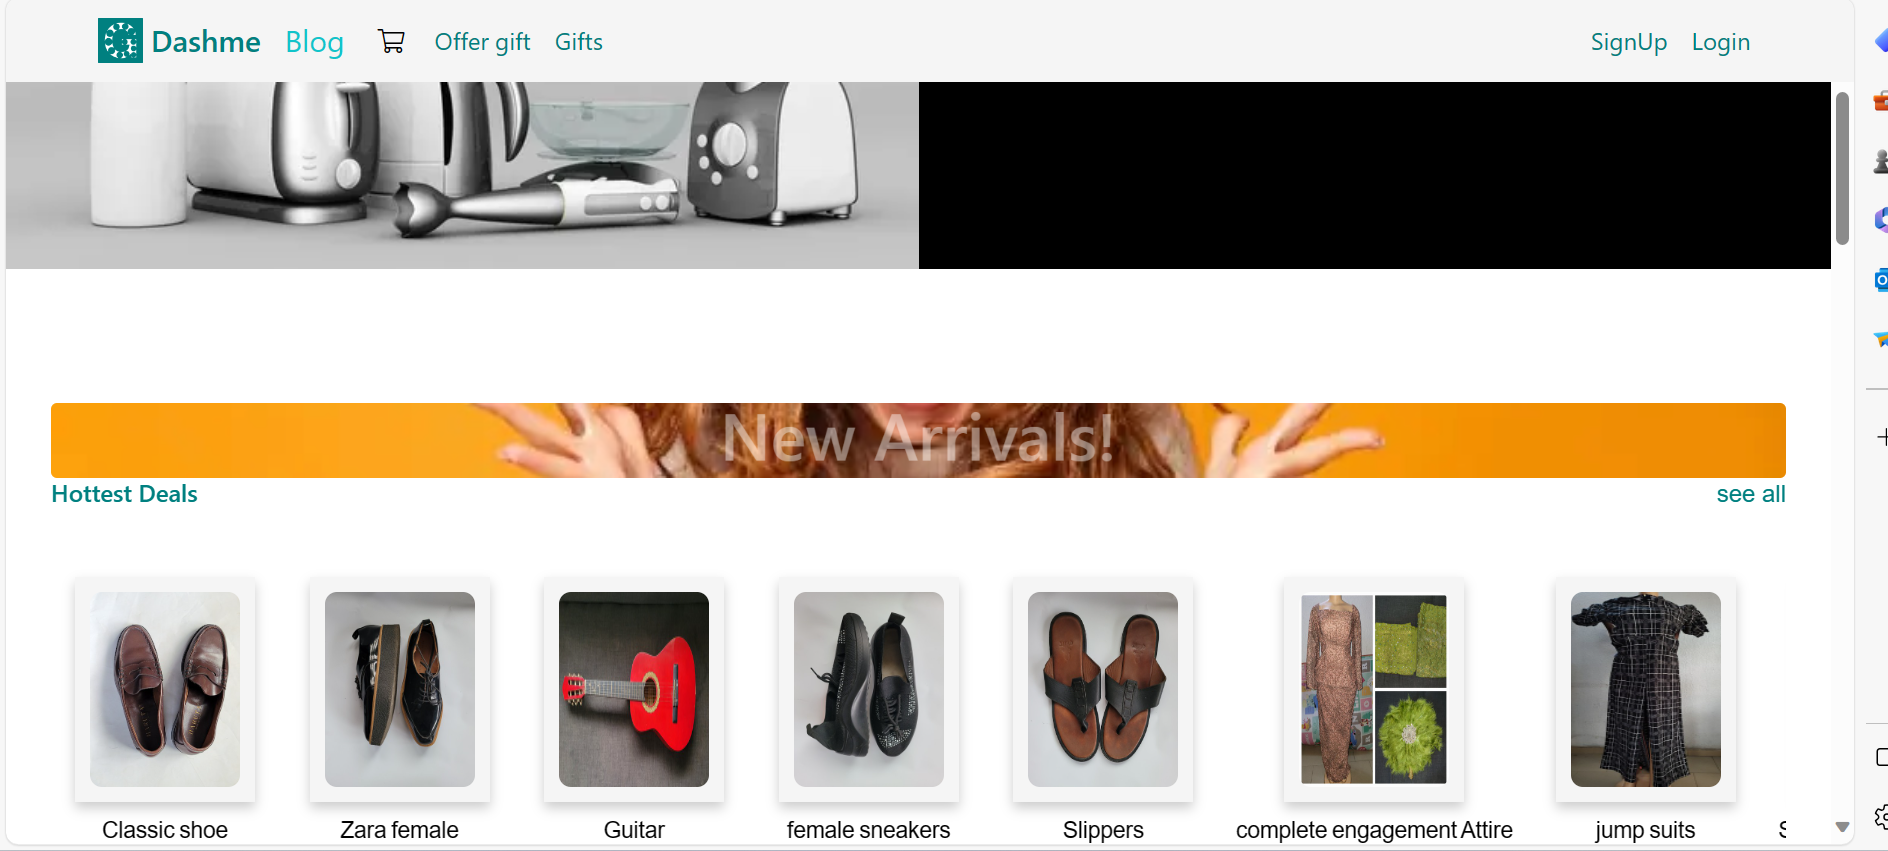 Dashme Blog Offer gift Gifts SignUp Login
New Arrivals!
Hottest Deals see all
Classic shoe Zara female Guitar female sneakers Slippers complete engagement Attire jump suits